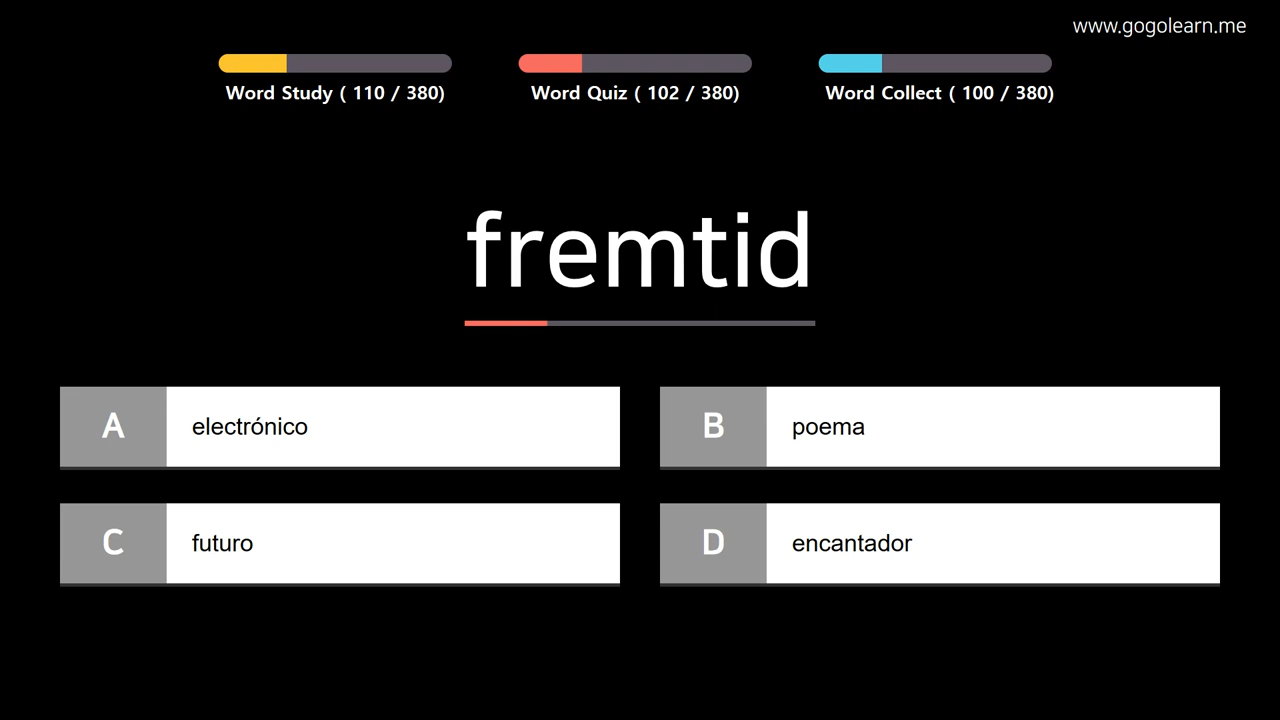 www.gogolearn.me
Word Study ( 110 / 380)
Word Quiz ( 102 / 380)
Word Collect ( 100 / 380)
fremtid
A electrónico
B poema
C futuro
D encantador